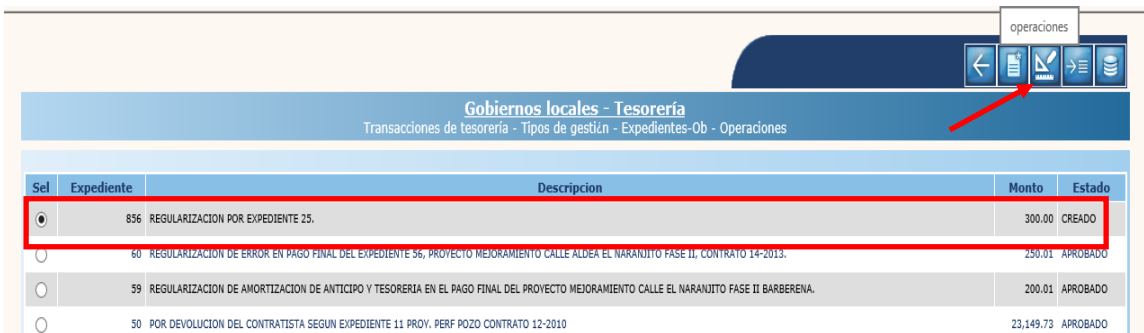 operaciones
Gobiernos locales - Tesorería
Transacciones de tesorería - Tipos de gesti¿n - Expedientes-Ob - Operaciones
Sel Expediente Descripcion Monto Estado
856 REGULARIZACION POR EXPEDIENTE 25. 300.00 CREADO
60 REGULARIZACION DE ERROR EN PAGO FINAL DEL EXPEDIENTE 56, PROYECTO MEJORAMIENTO CALLE ALDEA EL NARANJITO FASE II, CONTRATO 14-2013. 250.01 APROBADO
59 REGULARIZACION DE AMORTIZACION DE ANTICIPO Y TESORERIA EN EL PAGO FINAL DEL PROYECTO MEJORAMIENTO CALLE EL NARANJITO FASE II BARBERENA. 200.01 APROBADO
50 POR DEVOLUCION DEL CONTRATISTA SEGUN EXPEDIENTE 11 PROY. PERF POZO CONTRATO 12-2010 23,149.73 APROBADO